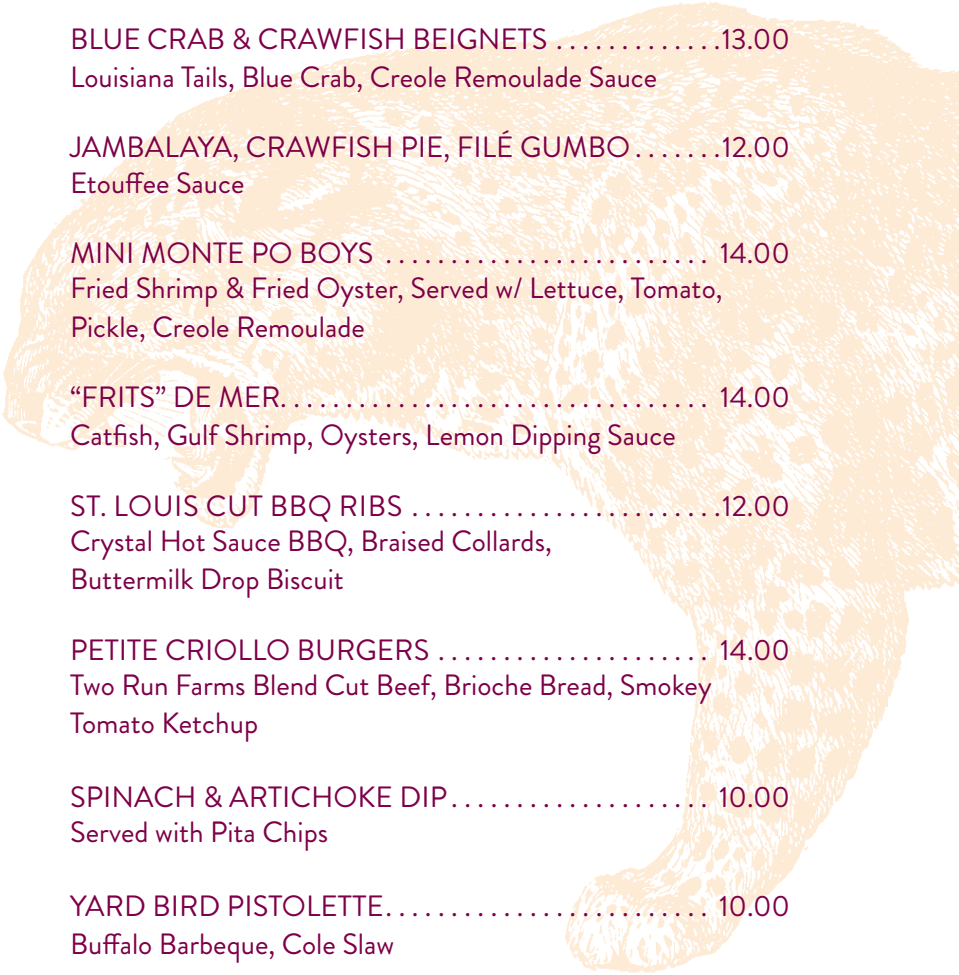 BLUE CRAB & CRAWFISH BEIGNETS . . . . . . . . . . . . .13.00
Louisiana Tails, Blue Crab, Creole Remoulade Sauce
JAMBALAYA, CRAWFISH PIE, FILÉ GUMBO . . . . . . .12.00
Etouffee Sauce
MINI MONTE PO BOYS . . . . . . . . . . . . . . . . . . . . . . . . . 14.00
Fried Shrimp & Fried Oyster, Served w/ Lettuce, Tomato,
Pickle, Creole Remoulade
“FRITS” DE MER. . . . . . . . . . . . . . . . . . . . . . . . . . . . . . . . . 14.00
Catfish, Gulf Shrimp, Oysters, Lemon Dipping Sauce
ST. LOUIS CUT BBQ RIBS . . . . . . . . . . . . . . . . . . . . . . . .12.00
Crystal Hot Sauce BBQ, Braised Collards,
Buttermilk Drop Biscuit
PETITE CRIOLLO BURGERS . . . . . . . . . . . . . . . . . . . . . 14.00
Two Run Farms Blend Cut Beef, Brioche Bread, Smokey
Tomato Ketchup
SPINACH & ARTICHOKE DIP . . . . . . . . . . . . . . . . . . . . 10.00
Served with Pita Chips
YARD BIRD PISTOLETTE. . . . . . . . . . . . . . . . . . . . . . . . . 10.00
Buffalo Barbeque, Cole Slaw